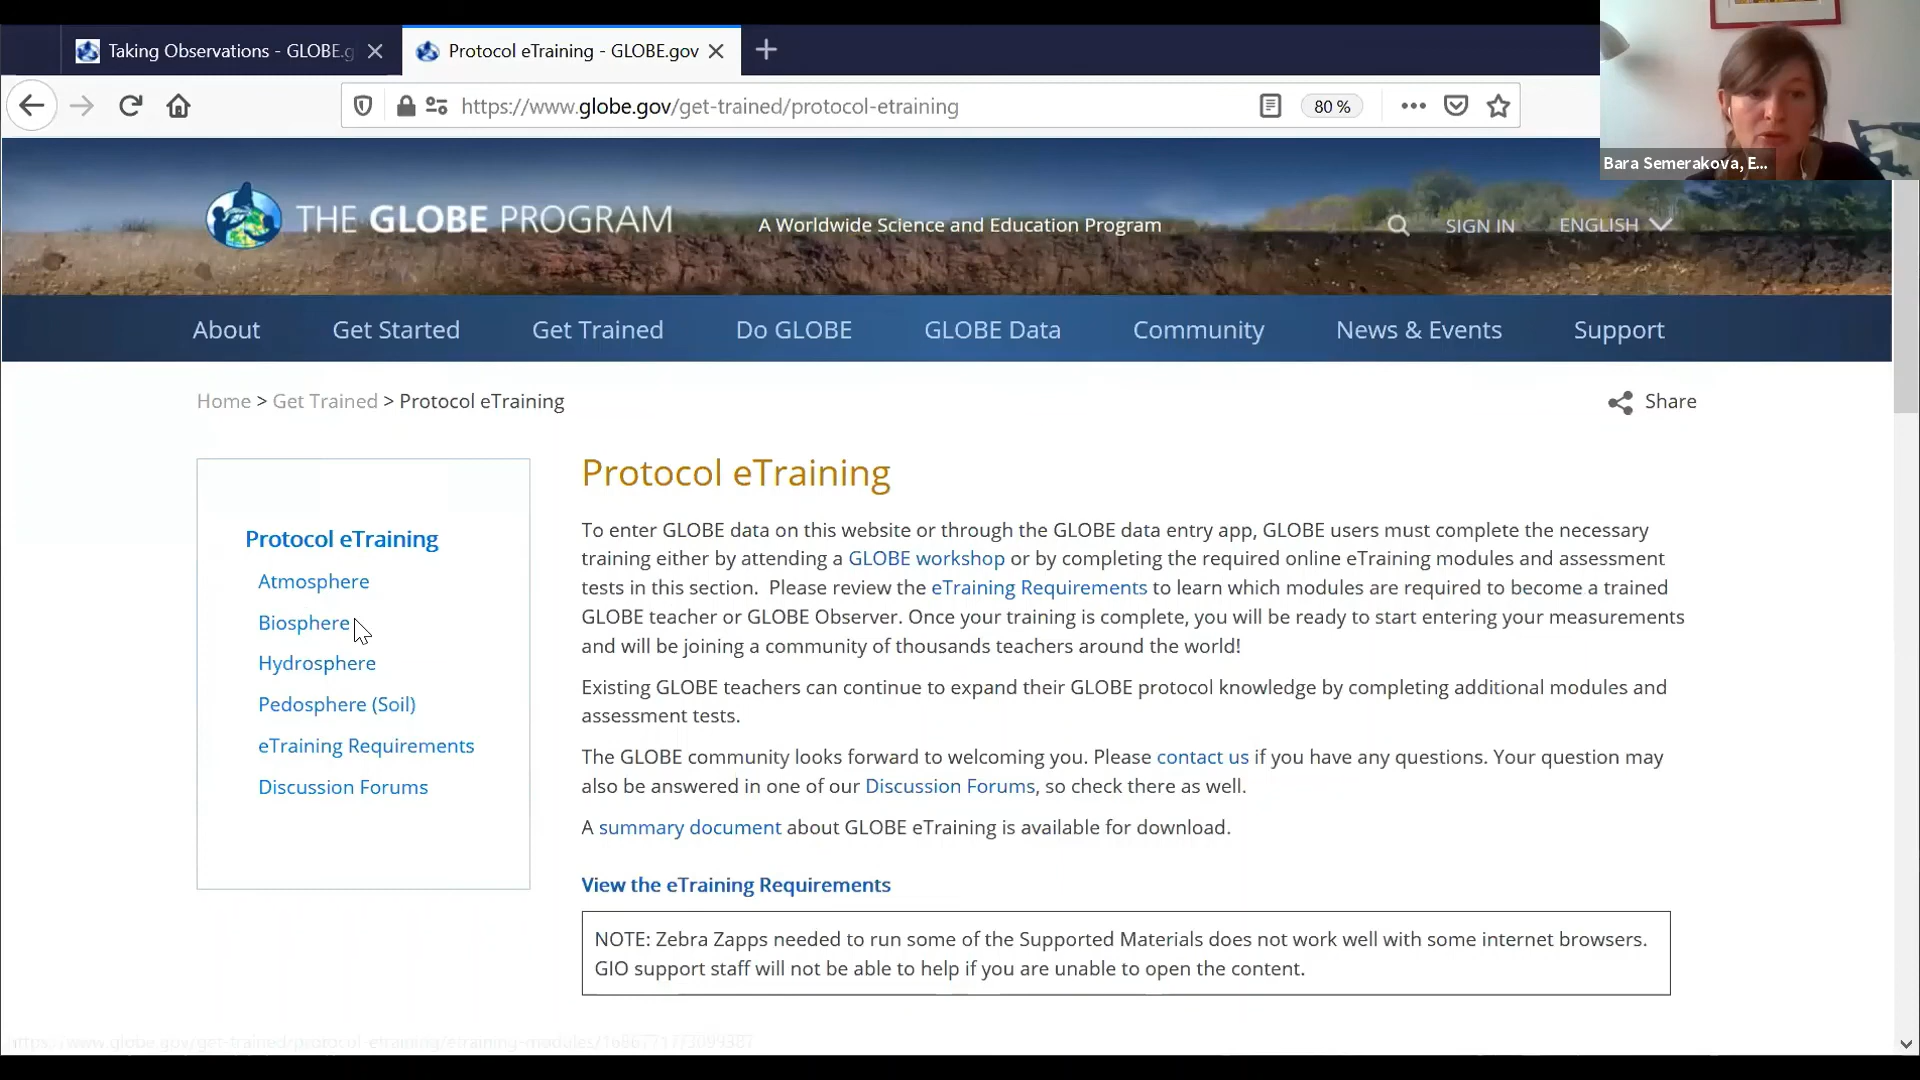 Taking Observations - GLOBE.g
Protocol eTraining - GLOBE.gov
https://www.globe.gov/get-trained/protocol-etraining
80 %
Bara Semerakova, E...
THE GLOBE PROGRAM
A Worldwide Science and Education Program
SIGN IN
ENGLISH
About
Get Started
Get Trained
Do GLOBE
GLOBE Data
Community
News & Events
Support
Home > Get Trained > Protocol eTraining
Share
Protocol eTraining
Atmosphere
Biosphere
Hydrosphere
Pedosphere (Soil)
eTraining Requirements
Discussion Forums
Protocol eTraining
To enter GLOBE data on this website or through the GLOBE data entry app, GLOBE users must complete the necessary
training either by attending a GLOBE workshop or by completing the required online eTraining modules and assessment
tests in this section. Please review the eTraining Requirements to learn which modules are required to become a trained
GLOBE teacher or GLOBE Observer. Once your training is complete, you will be ready to start entering your measurements
and will be joining a community of thousands teachers around the world!
Existing GLOBE teachers can continue to expand their GLOBE protocol knowledge by completing additional modules and
assessment tests.
The GLOBE community looks forward to welcoming you. Please contact us if you have any questions. Your question may
also be answered in one of our Discussion Forums, so check there as well.
A summary document about GLOBE eTraining is available for download.
View the eTraining Requirements
NOTE: Zebra Zapps needed to run some of the Supported Materials does not work well with some internet browsers.
GIO support staff will not be able to help if you are unable to open the content.